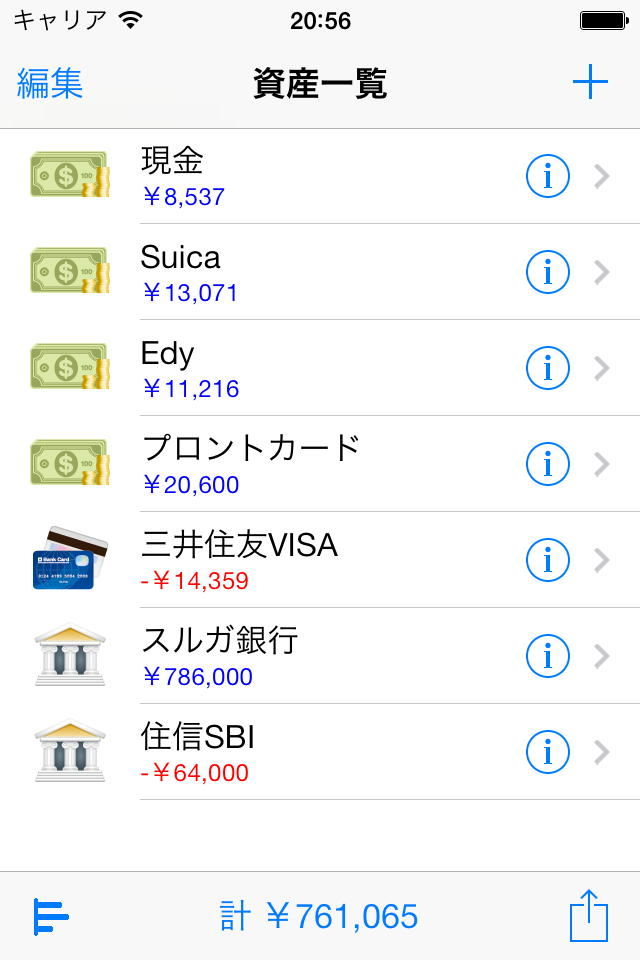 キャリア 20:56
編集 資産一覧
現金
￥8,537
Suica
￥13,071
Edy
￥11,216
プロントカード
￥20,600
三井住友VISA
-￥14,359
スルガ銀行
￥786,000
住信SBI
-￥64,000
計 ￥761,065